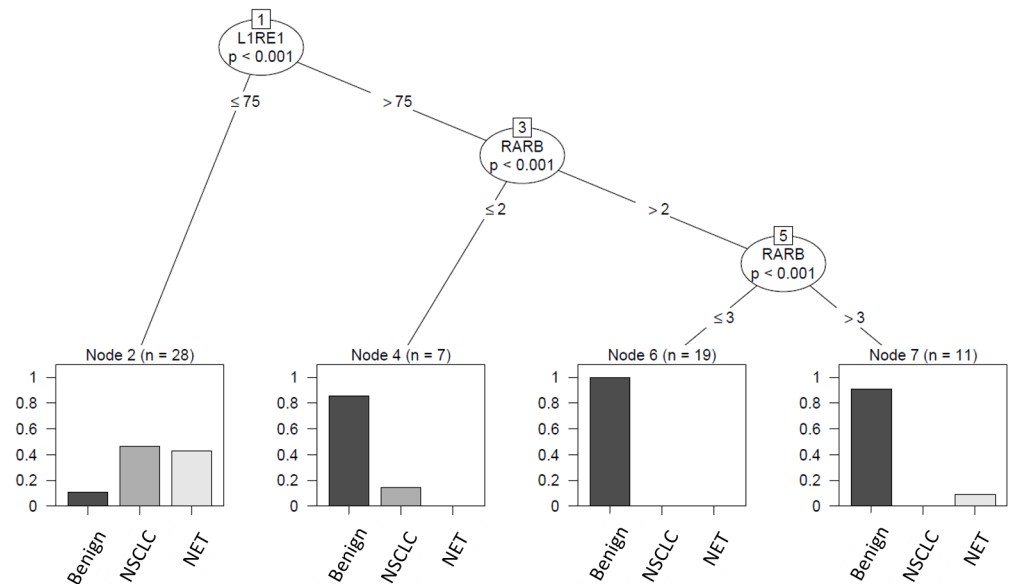 1
L1RE1
p < 0.001
≤ 75
> 75
3
RARB
p < 0.001
≤ 2
> 2
5
RARB
p < 0.001
≤ 3
> 3
Node 2 (n = 28)
1
0.8
0.6
0.4
0.2
0
Benign
NSCLC
NET
Node 4 (n = 7)
1
0.8
0.6
0.4
0.2
0
Benign
NSCLC
NET
Node 6 (n = 19)
1
0.8
0.6
0.4
0.2
0
Benign
NSCLC
NET
Node 7 (n = 11)
1
0.8
0.6
0.4
0.2
0
Benign
NSCLC
NET